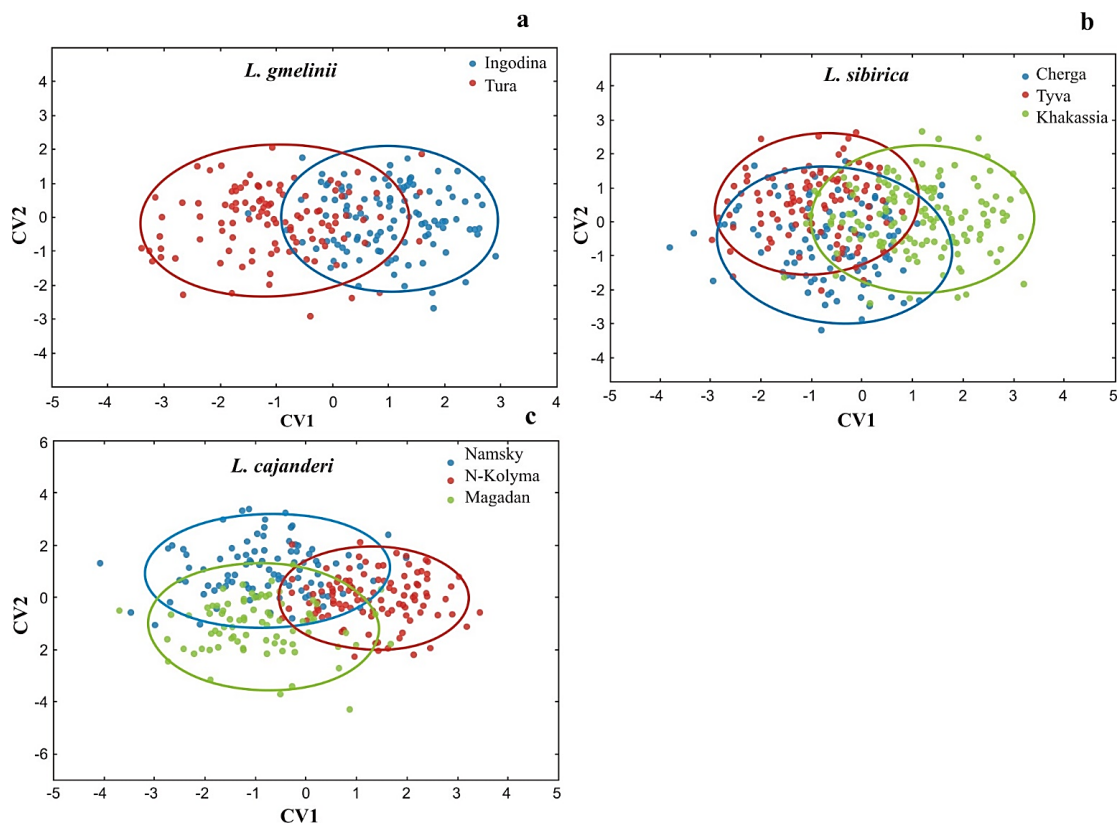 a
L. gmelinii
Ingodina
Tura
4
3
2
1
0
-1
-2
-3
-4
CV2
-5 -4 -3 -2 -1 0 1 2 3 4
CV1
b
L. sibirica
Cherga
Tyva
Khakassia
4
3
2
1
0
-1
-2
-3
-4
CV2
-5 -4 -3 -2 -1 0 1 2 3 4 5
CV1
c
L. cajanderi
Namsky
N-Kolyma
Magadan
6
4
2
0
2
-4
-6
CV2
-5 -4 -3 -2 -1 0 1 2 3 4 5
CV1